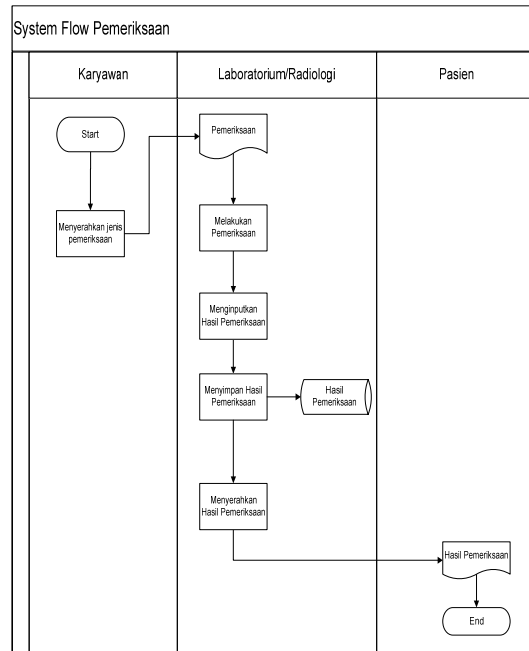 System Flow Pemeriksaan
Karyawan
Laboratorium/Radiologi
Pasien
Start
Menyerahkan jenis
pemeriksaan
Pemeriksaan
Melakukan
Pemeriksaan
Menginputkan
Hasil Pemeriksaan
Menyimpan Hasil
Pemeriksaan
Hasil
Pemeriksaan
Menyerahkan
Hasil Pemeriksaan
Hasil Pemeriksaan
End